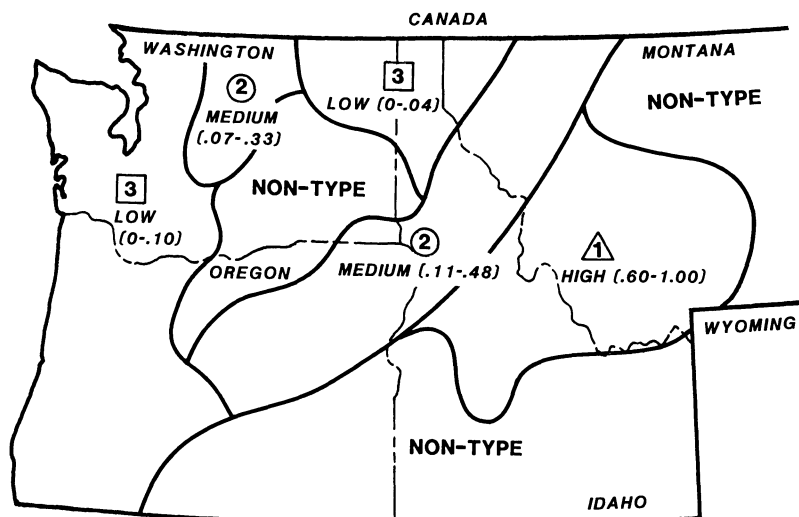 CANADA
WASHINGTON
MONTANA
2
MEDIUM
(.07-.33)
3
LOW (0-.04)
NON-TYPE
3
LOW
(0-.10)
NON-TYPE
OREGON
2
MEDIUM (.11-.48)
1
HIGH (.60-1.00)
WYOMING
NON-TYPE
IDAHO